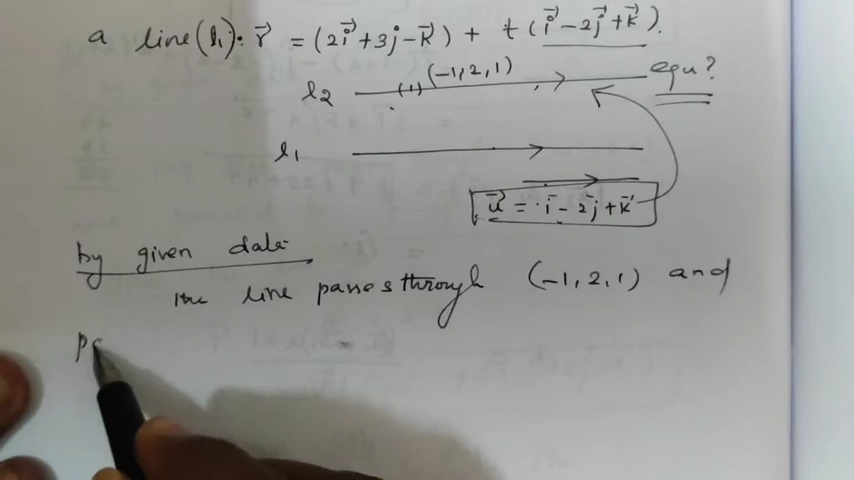 a line(l₁): r⃗ = (2i⃗+3j−k⃗) + t(i⃗−2j⃗+k⃗).
(-1,2,1) equ?
l₂
l₁
u⃗ = i−2j+k
by given data
the line passes through (-1,2,1) and
pa